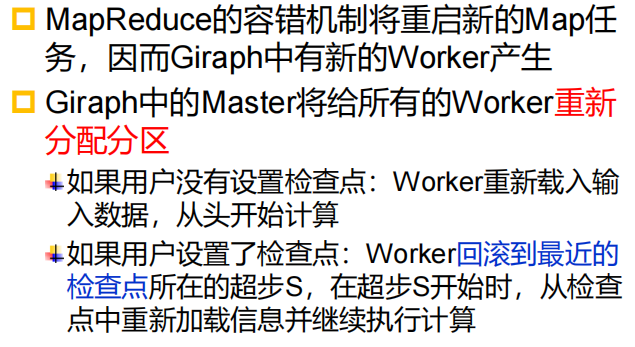 MapReduce的容错机制将重启新的Map任
务，因而Giraph中有新的Worker产生
Giraph中的Master将给所有的Worker重新
分配分区
如果用户没有设置检查点：Worker重新载入输
入数据，从头开始计算
如果用户设置了检查点：Worker回滚到最近的
检查点所在的超步S，在超步S开始时，从检查
点中重新加载信息并继续执行计算